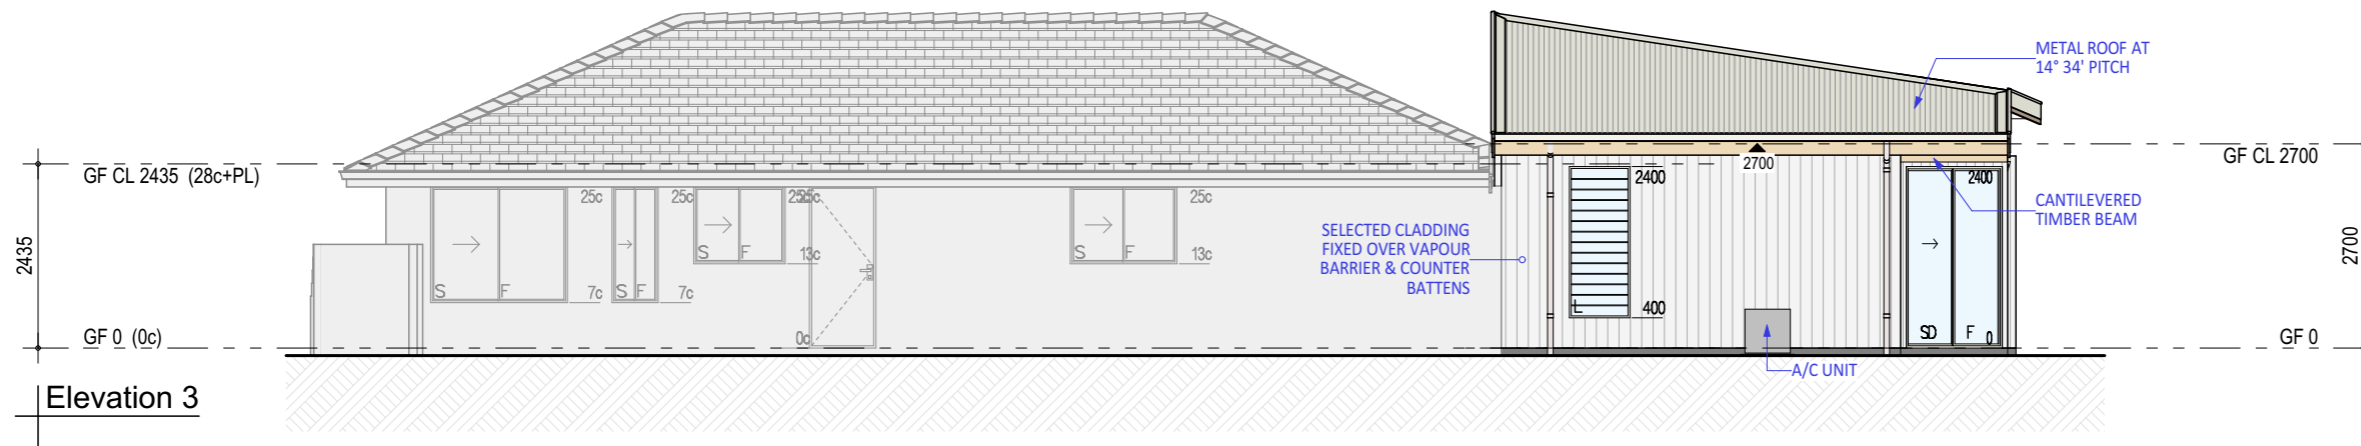 METAL ROOF AT
14° 34' PITCH
GF CL 2435 (28c+PL)
2700
GF CL 2700
25c
25c
25c
25c
25c
2400
2400
CANTILEVERED
TIMBER BEAM
SELECTED CLADDING
FIXED OVER VAPOUR
BARRIER & COUNTER
BATTENS
2435
2700
S F
7c
S F
7c
S F
13c
S F
13c
L
400
GF 0 (0c)
0c
SD F 0
GF 0
A/C UNIT
Elevation 3